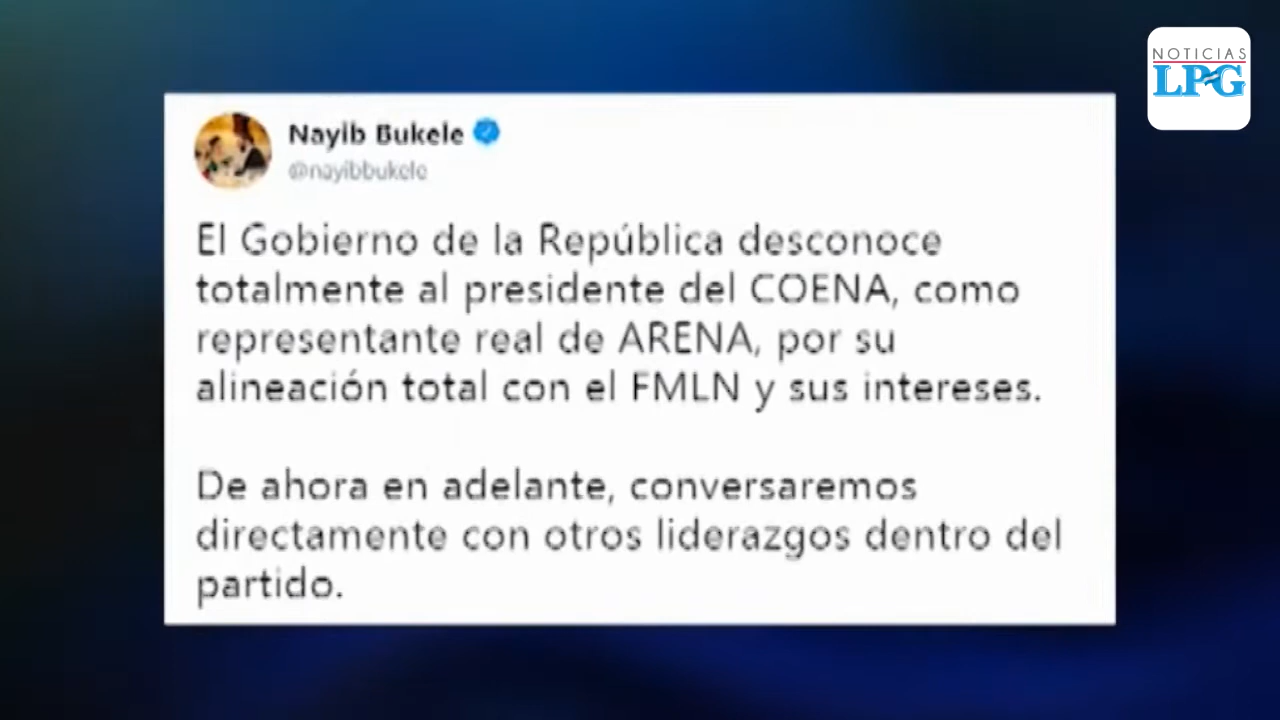 NOTICIAS
LPG
Nayib Bukele
@nayibbukele
El Gobierno de la República desconoce
totalmente al presidente del COENA, como
representante real de ARENA, por su
alineación total con el FMLN y sus intereses.
De ahora en adelante, conversaremos
directamente con otros liderazgos dentro del
partido.